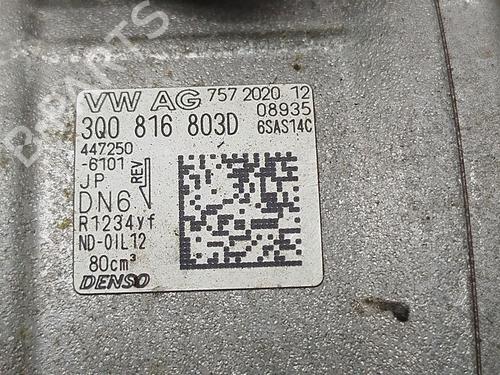 B-PARTS
VW AG 757 2020 12
08935
3Q0 816 803D 6SAS14C
447250
-6101
JP
REV
DN6
R1234yf
ND-OIL12
80cm³
DENSO